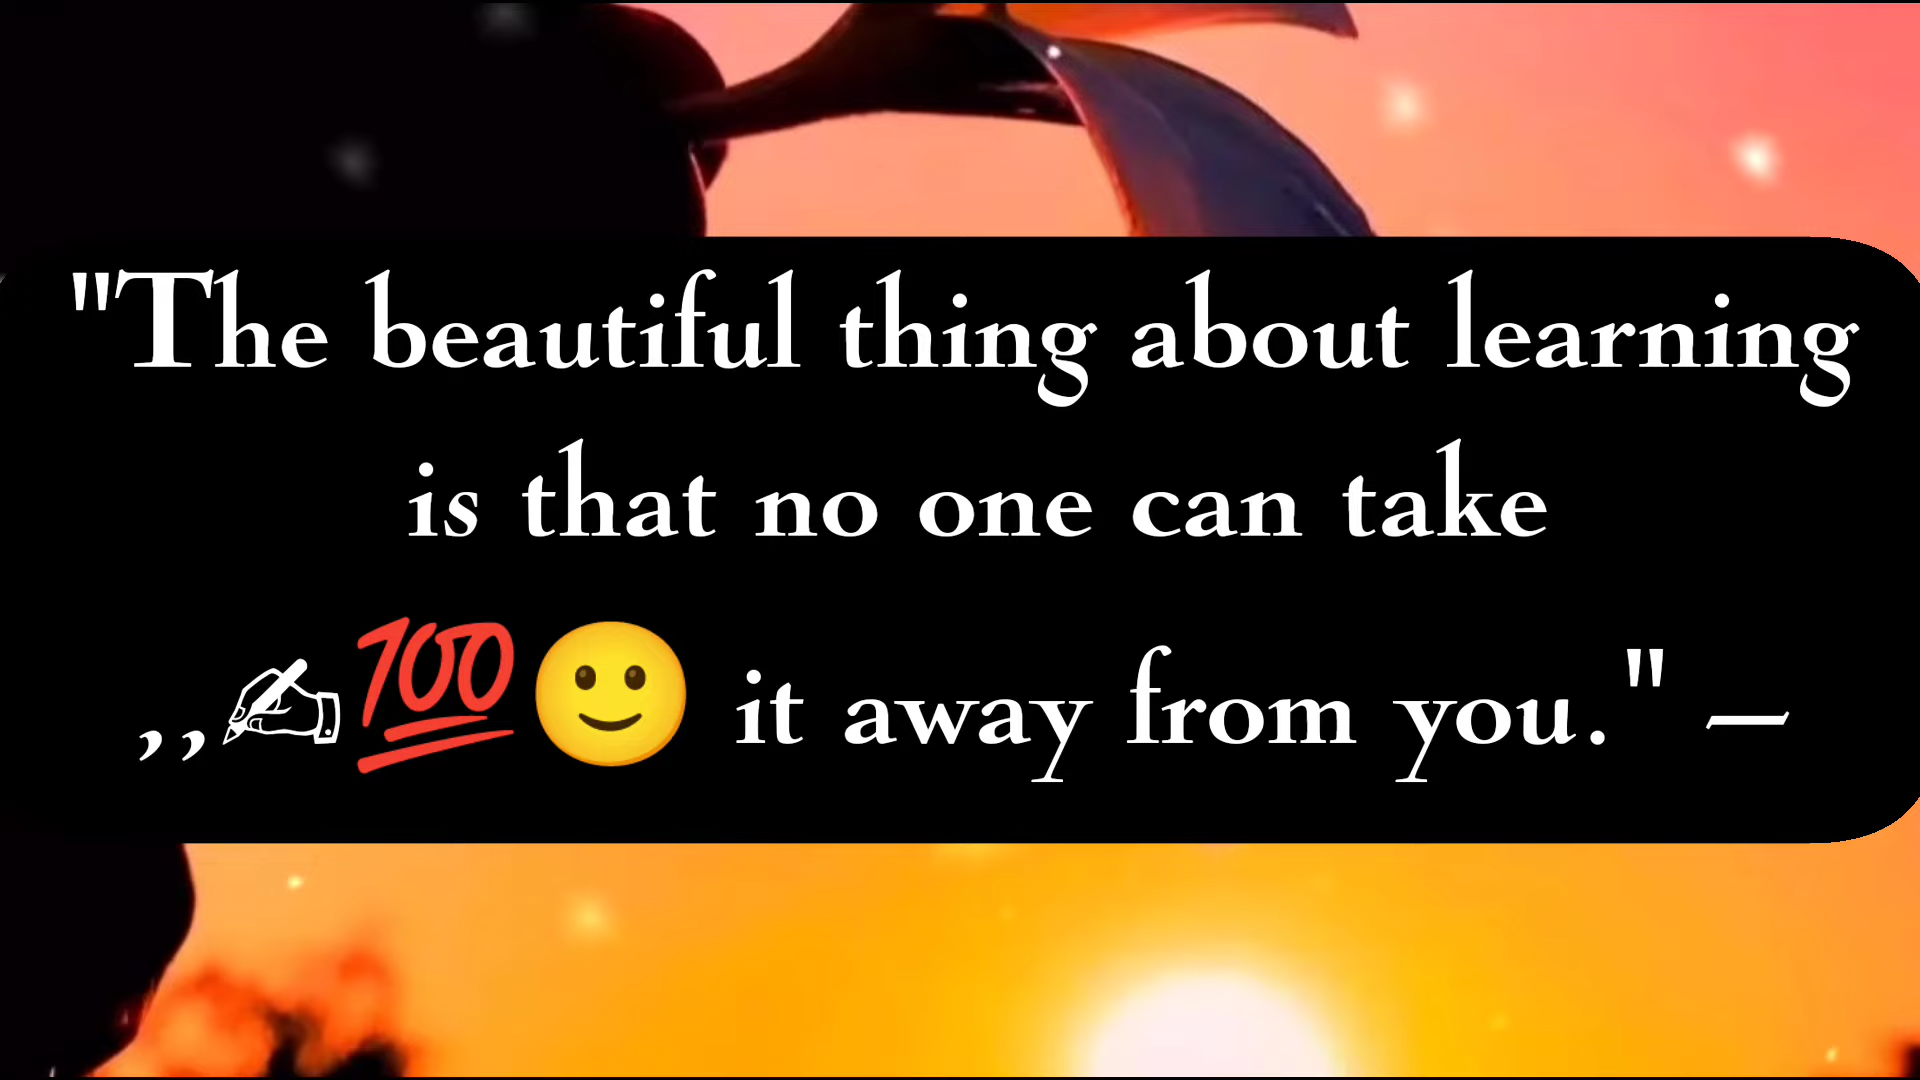 "The beautiful thing about learning
is that no one can take
,,✍💯🙂 it away from you." —